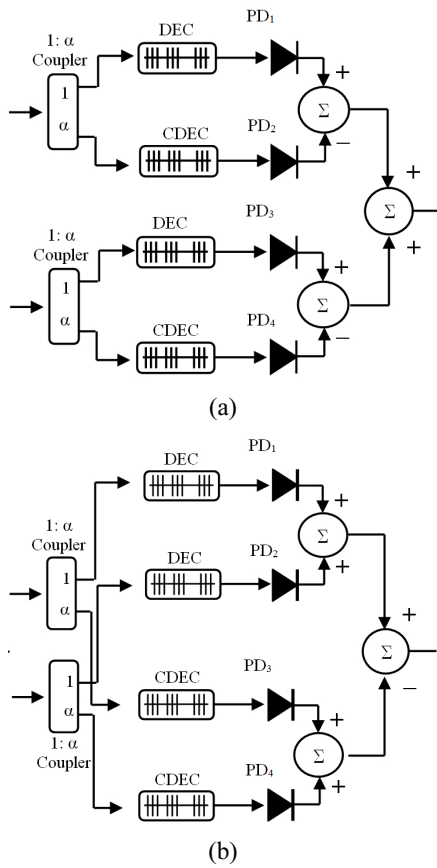 PD₁
DEC
1: α
Coupler
1
α
+
Σ
−
CDEC
PD₂
+
Σ
+
PD₃
DEC
1: α
Coupler
1
α
+
Σ
−
CDEC
PD₄
(a)
PD₁
DEC
1: α
Coupler
1
α
+
Σ
+
DEC
PD₂
+
Σ
−
1
α
1: α
Coupler
PD₃
CDEC
+
Σ
+
PD₄
CDEC
(b)